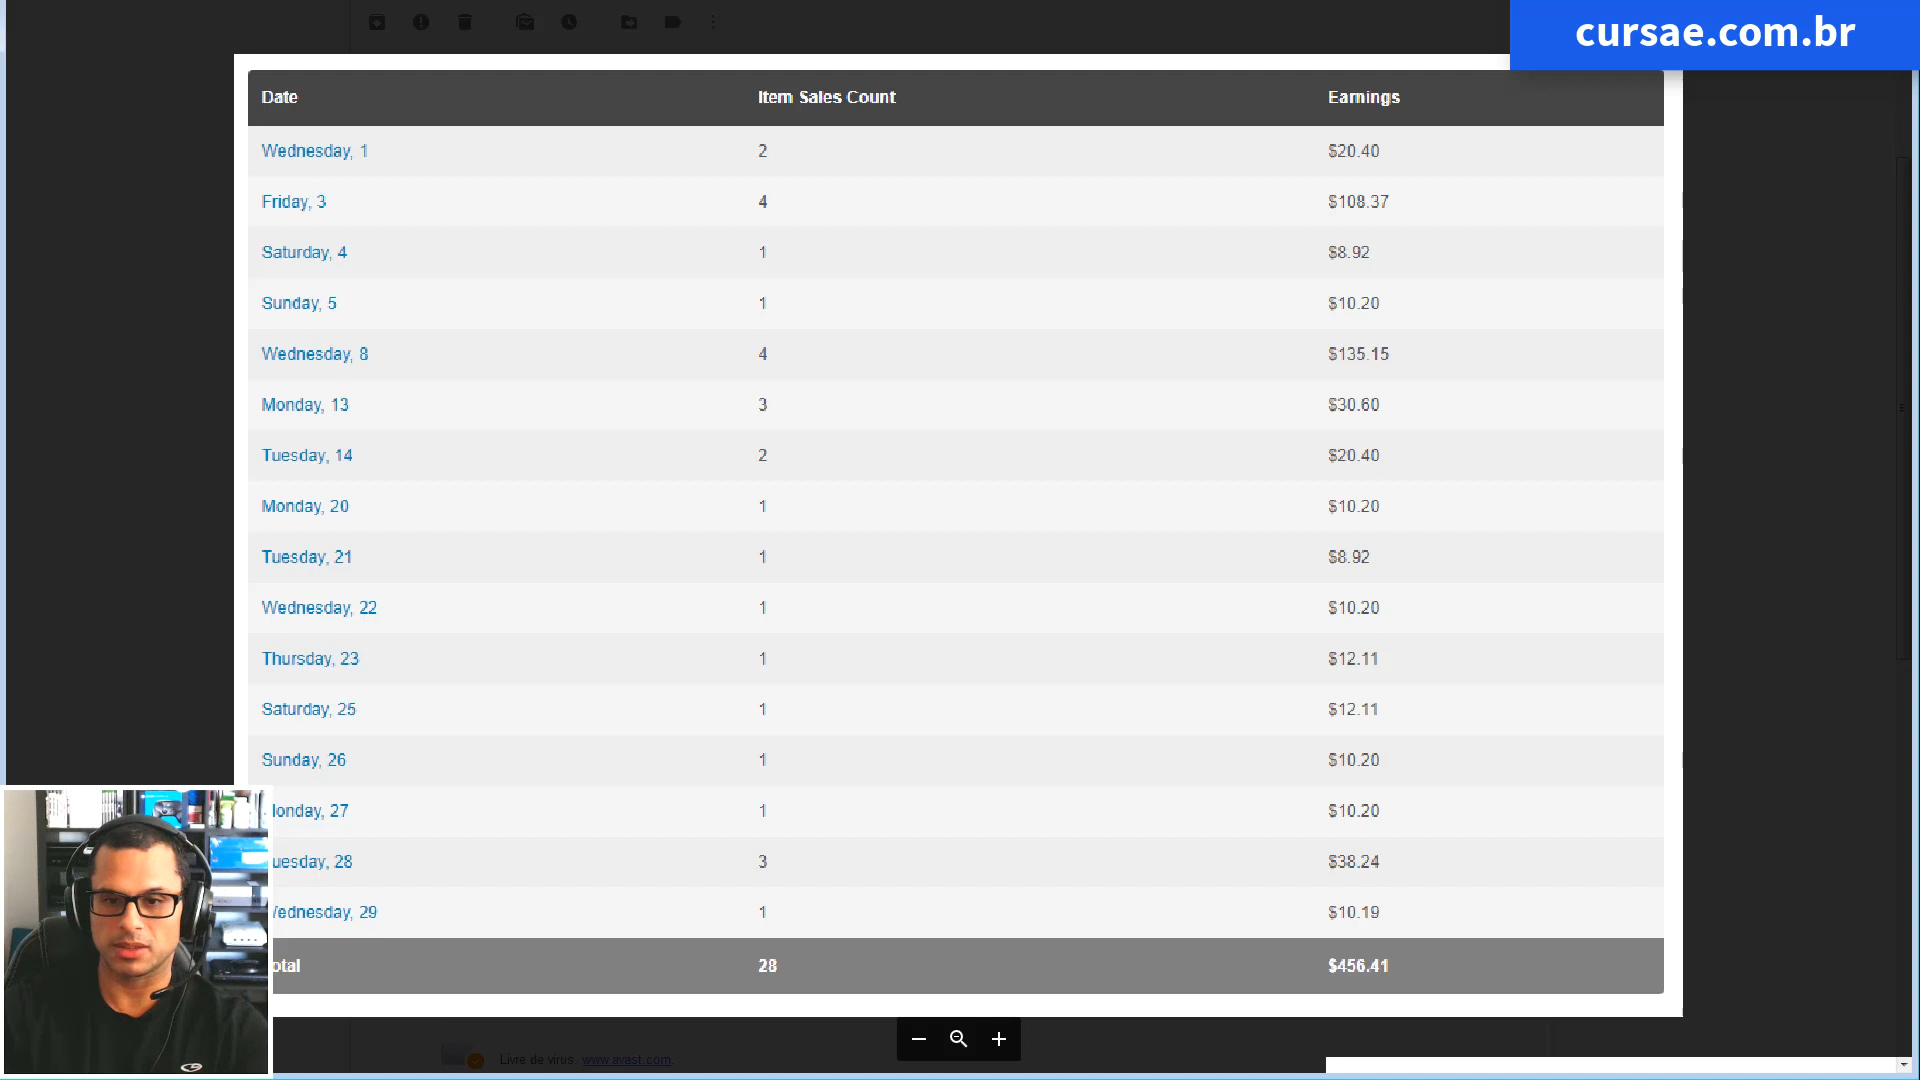 cursae.com.br
Date Item Sales Count Earnings
Wednesday, 1 2 $20.40
Friday, 3 4 $108.37
Saturday, 4 1 $8.92
Sunday, 5 1 $10.20
Wednesday, 8 4 $135.15
Monday, 13 3 $30.60
Tuesday, 14 2 $20.40
Monday, 20 1 $10.20
Tuesday, 21 1 $8.92
Wednesday, 22 1 $10.20
Thursday, 23 1 $12.11
Saturday, 25 1 $12.11
Sunday, 26 1 $10.20
onday, 27 1 $10.20
uesday, 28 3 $38.24
ednesday, 29 1 $10.19
otal 28 $456.41
Livre de vírus. www.avast.com.